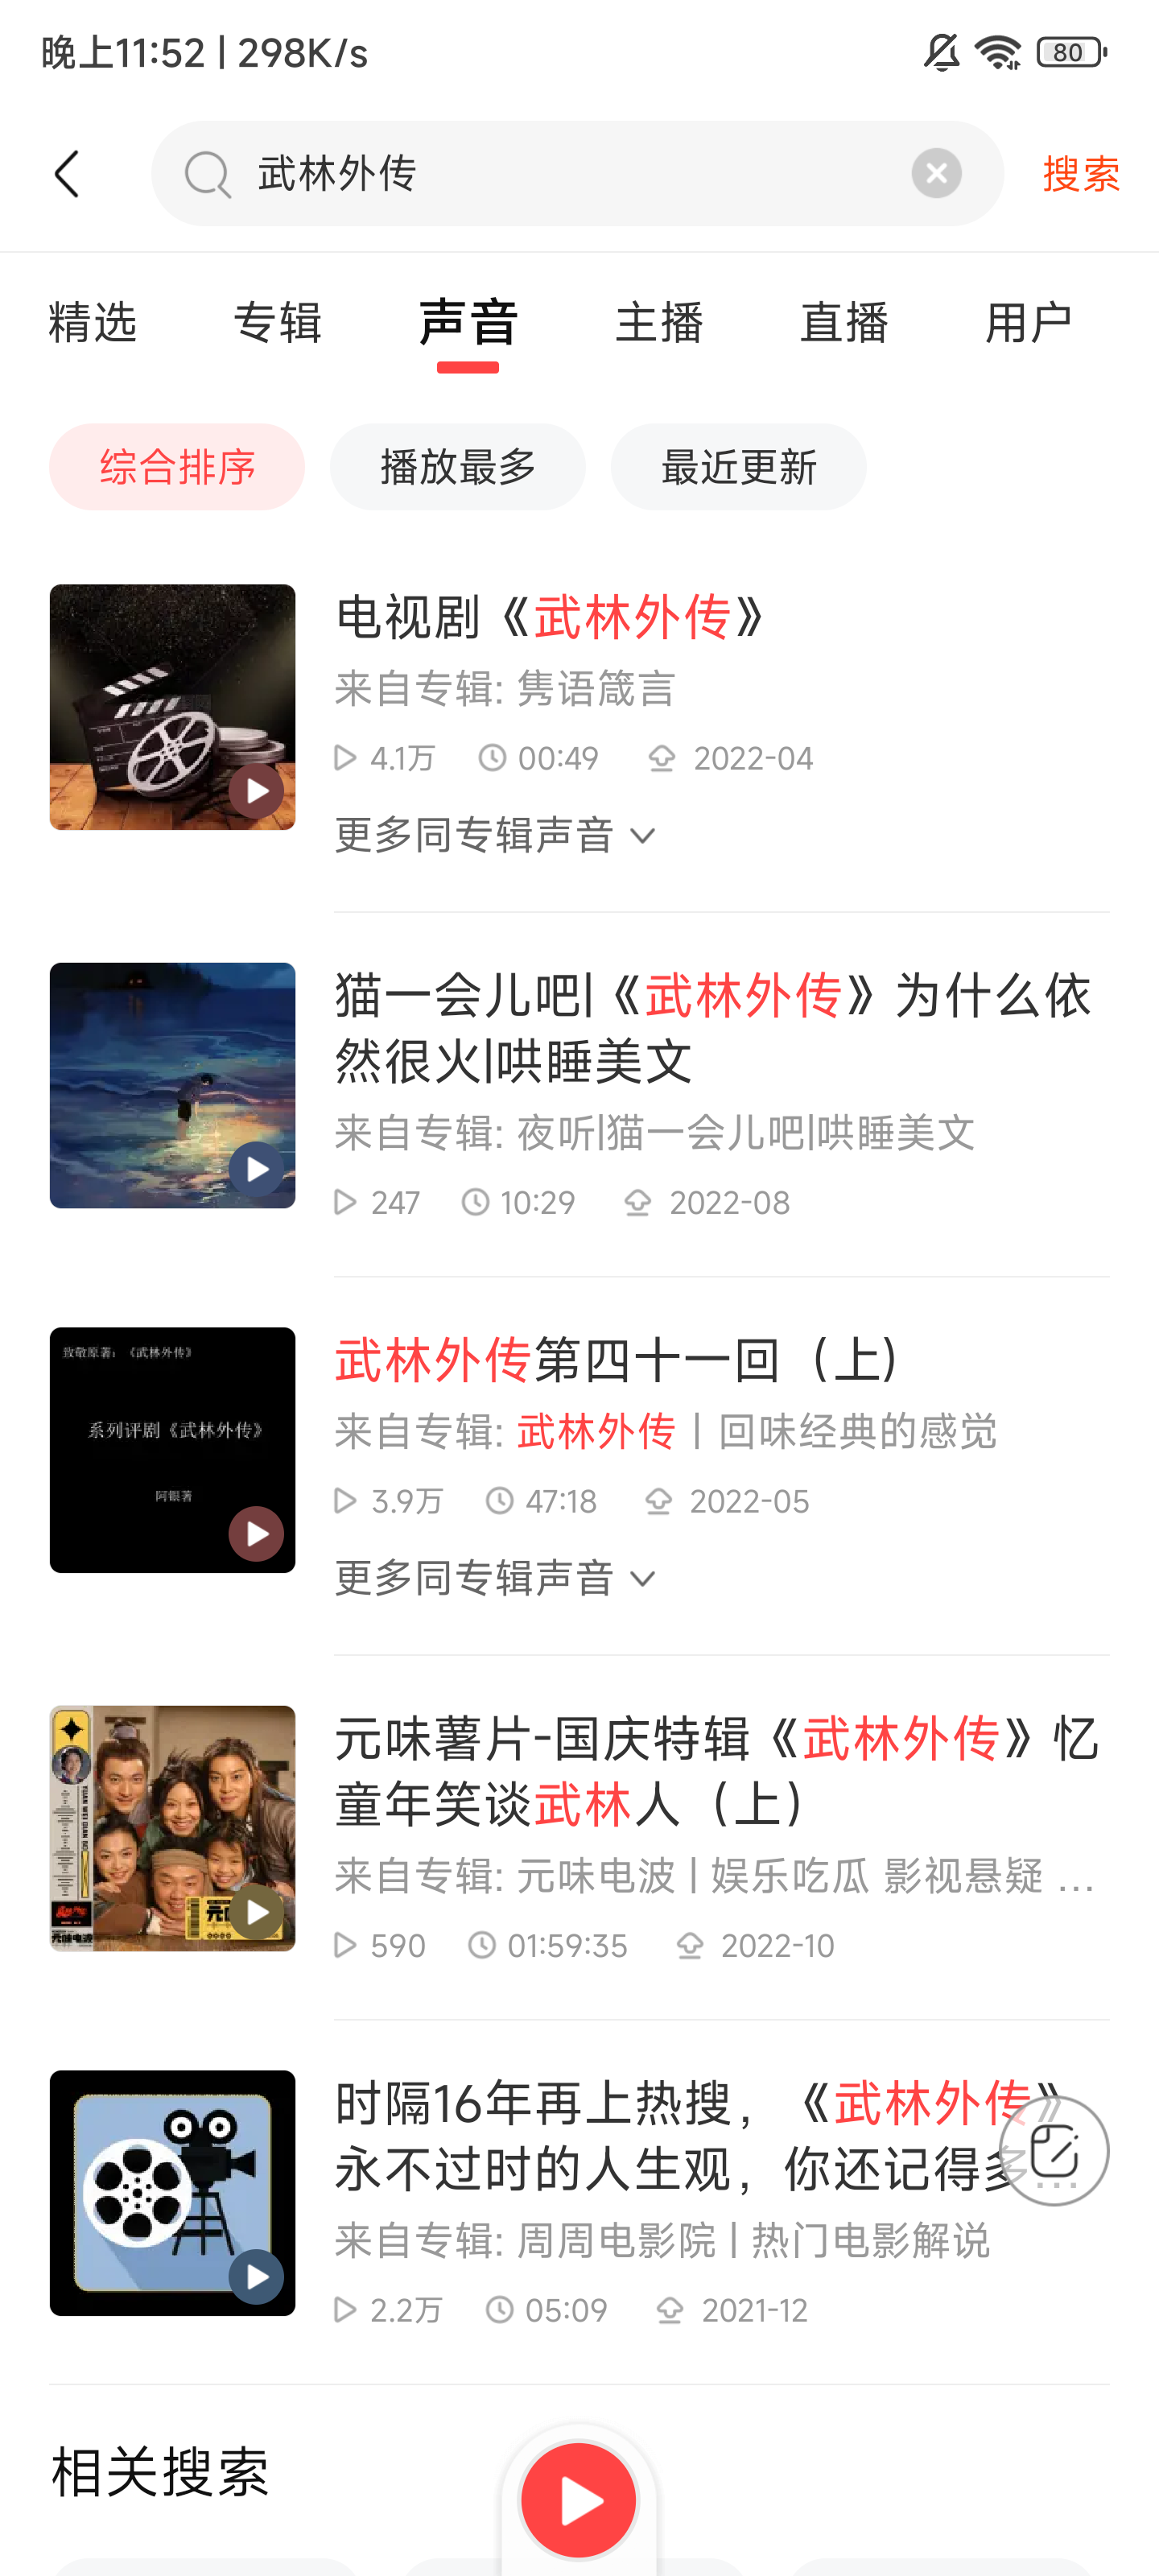 晚上11:52 | 298K/s
80
武林外传
搜索
精选 专辑 声音 主播 直播 用户
综合排序 播放最多 最近更新
电视剧《武林外传》
来自专辑: 隽语箴言
4.1万 00:49 2022-04
更多同专辑声音
猫一会儿吧|《武林外传》为什么依
然很火|哄睡美文
来自专辑: 夜听|猫一会儿吧|哄睡美文
247 10:29 2022-08
致敬原著：《武林外传》
系列评剧《武林外传》
阿银著
武林外传第四十一回（上)
来自专辑: 武林外传丨回味经典的感觉
3.9万 47:18 2022-05
更多同专辑声音
元味薯片-国庆特辑《武林外传》忆
童年笑谈武林人（上）
来自专辑: 元味电波 | 娱乐吃瓜 影视悬疑 ...
590 01:59:35 2022-10
时隔16年再上热搜，《武林外传》
永不过时的人生观，你还记得多...
来自专辑: 周周电影院 | 热门电影解说
2.2万 05:09 2021-12
相关搜索